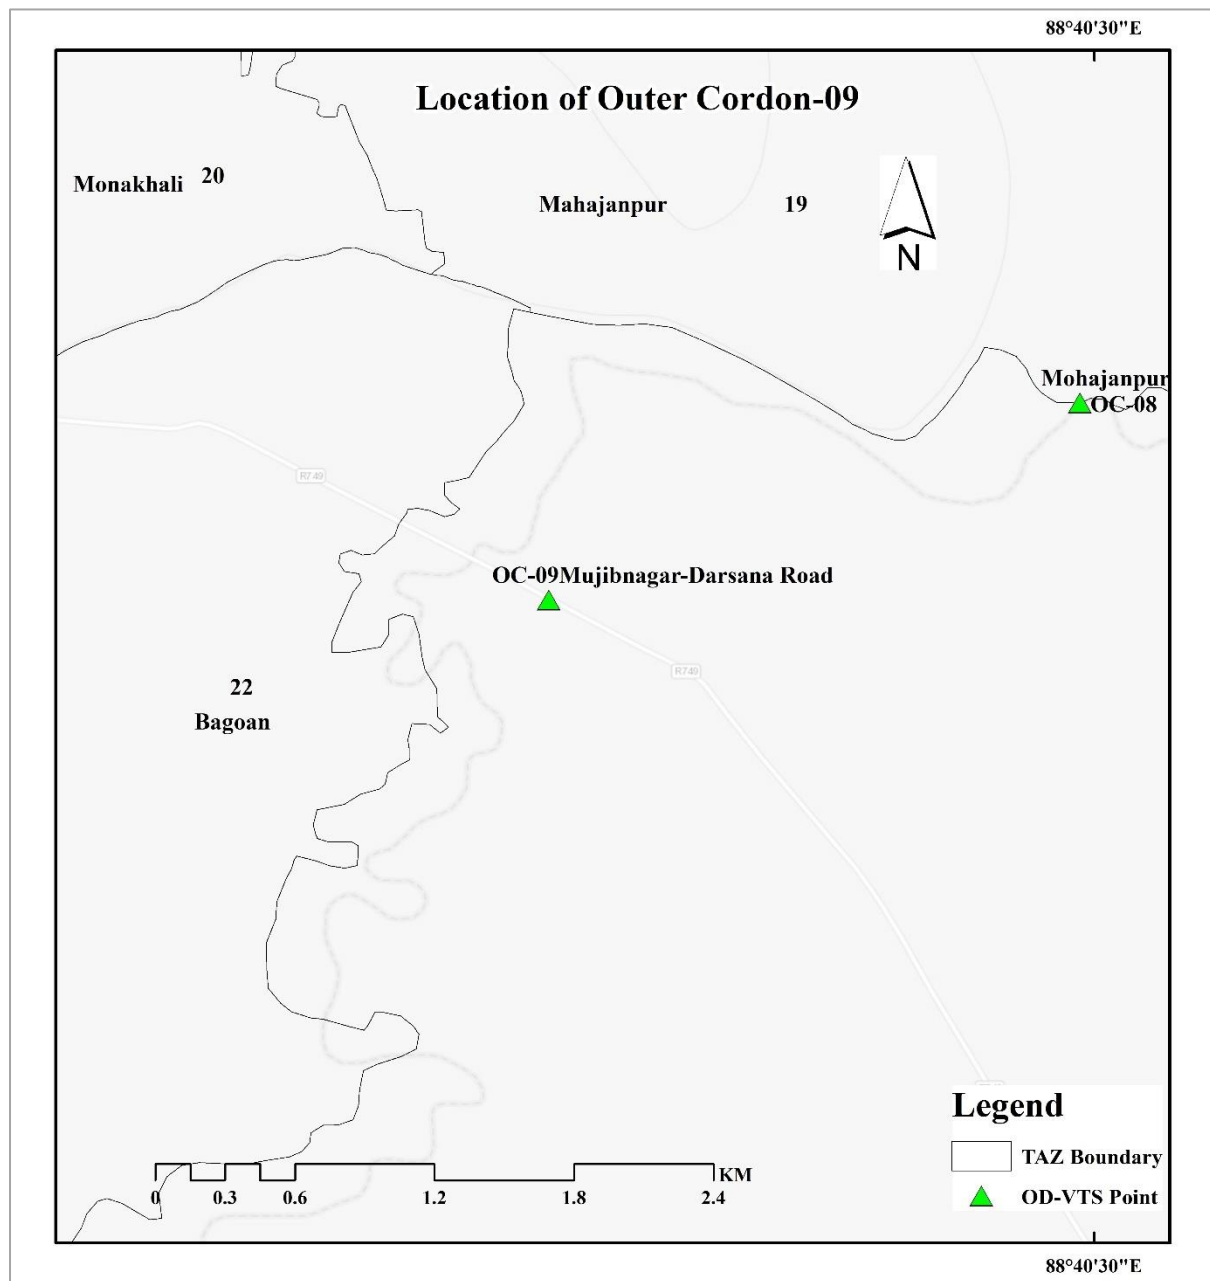 88°40'30"E
Location of Outer Cordon-09
Monakhali 20
Mahajanpur 19
N
Mohajanpur
OC-08
R749
OC-09Mujibnagar-Darsana Road
R749
22
Bagoan
Legend
TAZ Boundary
OD-VTS Point
KM
0 0.3 0.6 1.2 1.8 2.4
88°40'30"E